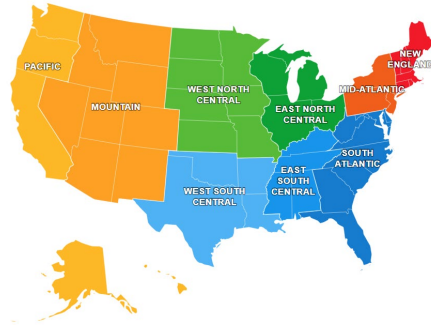 PACIFIC
MOUNTAIN
WEST NORTH
CENTRAL
EAST NORTH
CENTRAL
NEW
ENGLAND
MID-ATLANTIC
SOUTH
ATLANTIC
EAST
SOUTH
CENTRAL
WEST SOUTH
CENTRAL